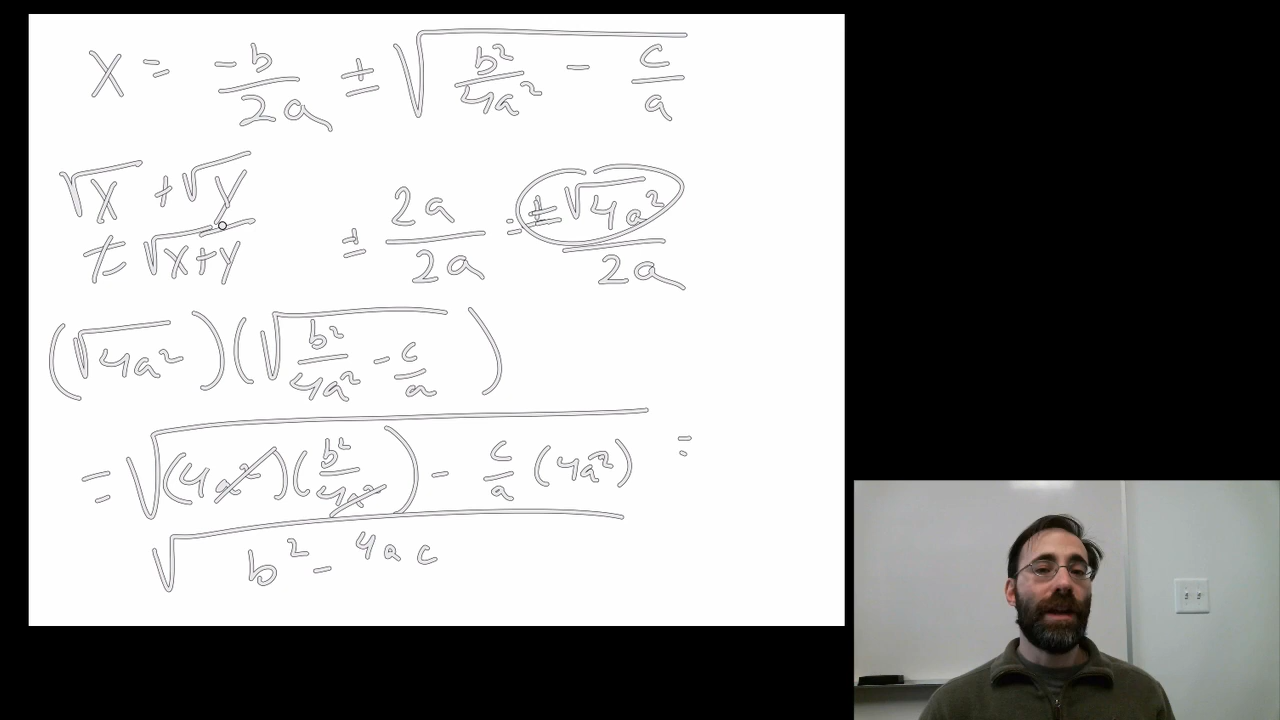 x = -b/2a ± √(b²/4a² - c/a)
√x + √y
≠ √(x+y)
± 2a/2a = ±√(4a²)/2a
(√(4a²))(√(b²/4a² - c/a))
= √((4a²)(b²/4a²) - c/a (4a²)) =
√(b² - 4ac)